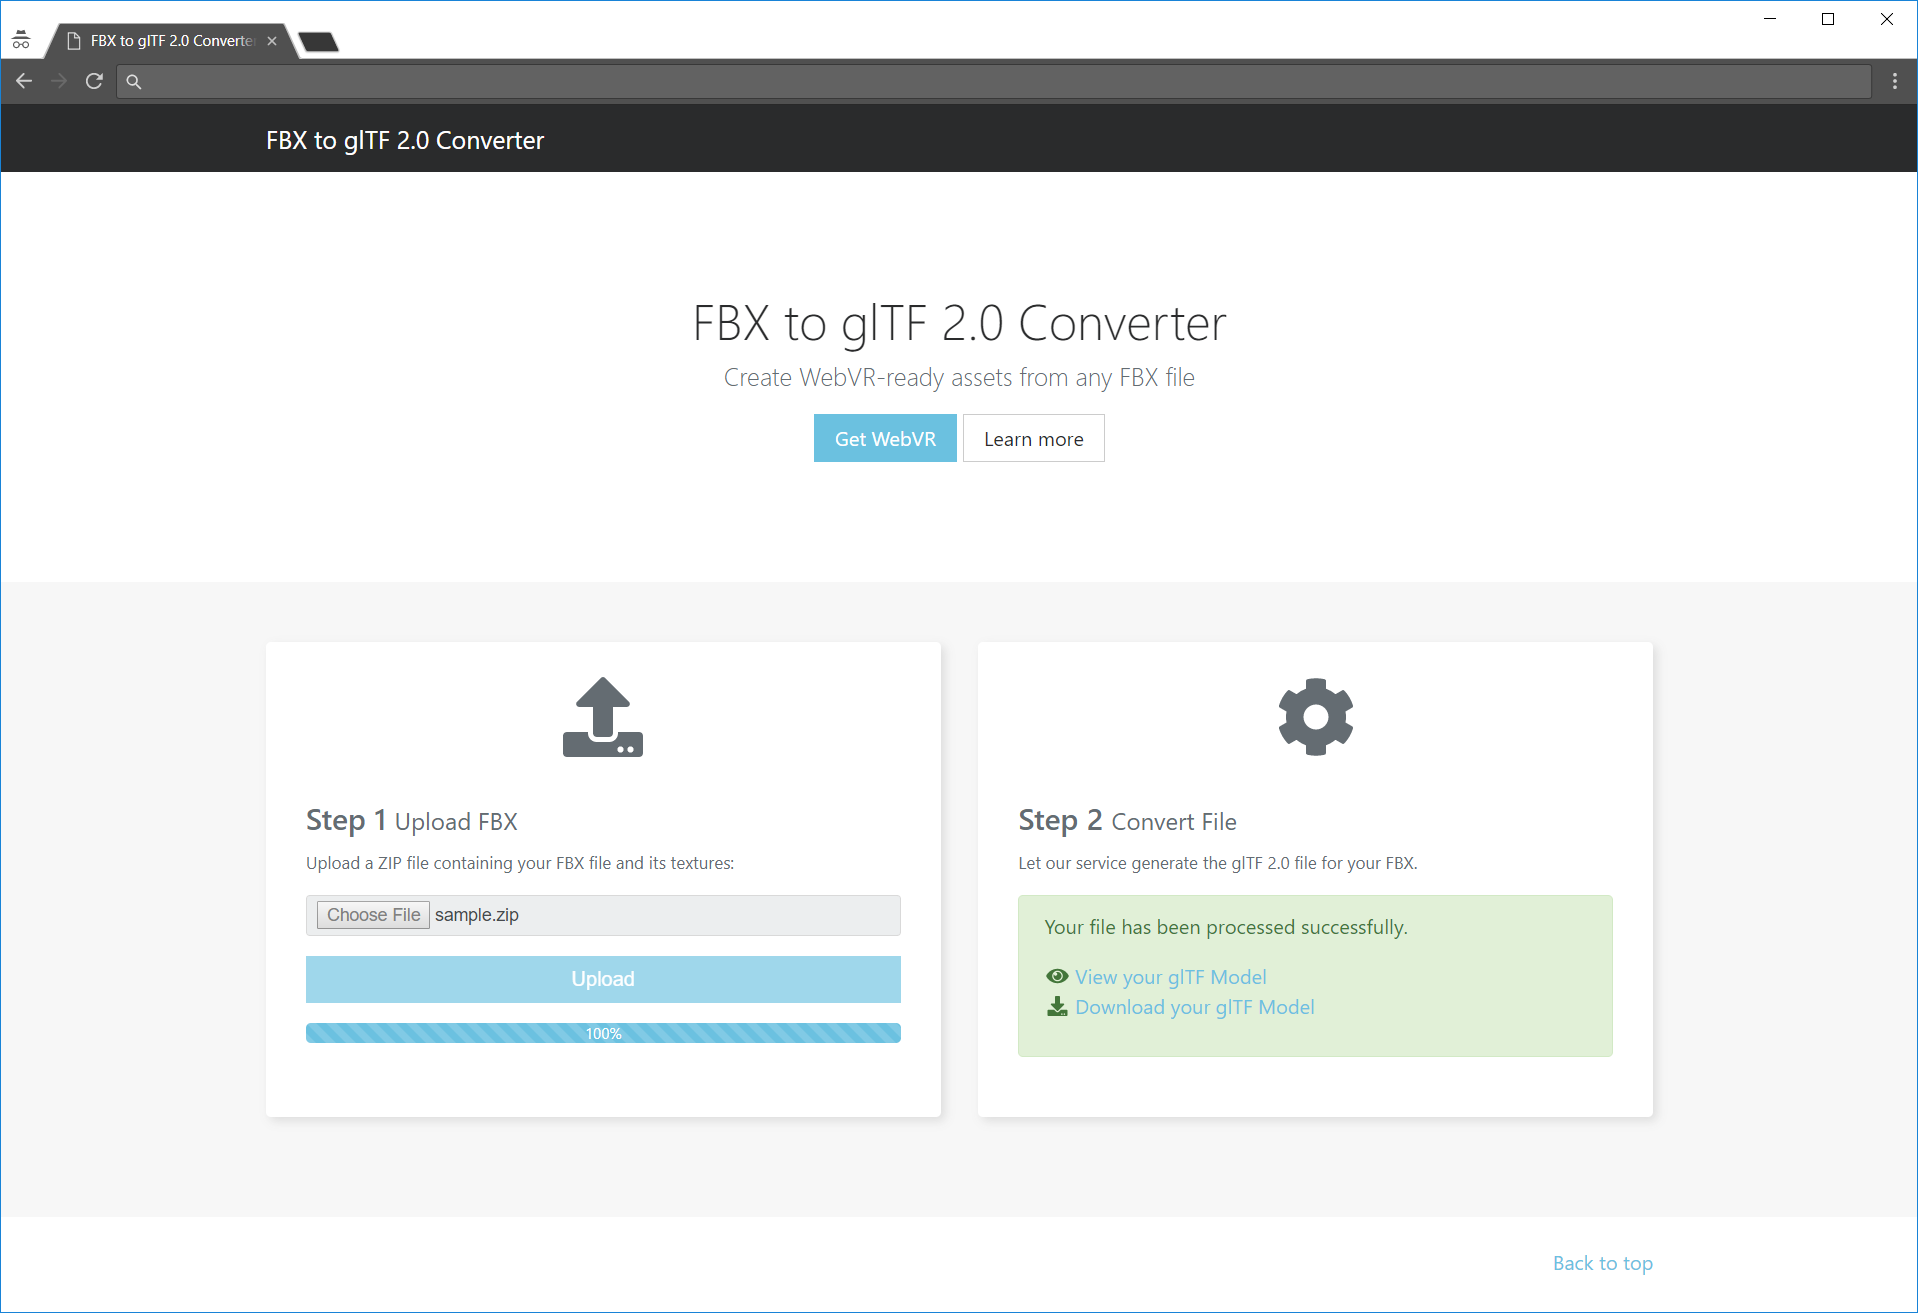 FBX to glTF 2.0 Converte
FBX to glTF 2.0 Converter
FBX to glTF 2.0 Converter
Create WebVR-ready assets from any FBX file
Get WebVR
Learn more
Step 1 Upload FBX
Upload a ZIP file containing your FBX file and its textures:
Choose File sample.zip
Upload
100%
Step 2 Convert File
Let our service generate the glTF 2.0 file for your FBX.
Your file has been processed successfully.
View your glTF Model
Download your glTF Model
Back to top